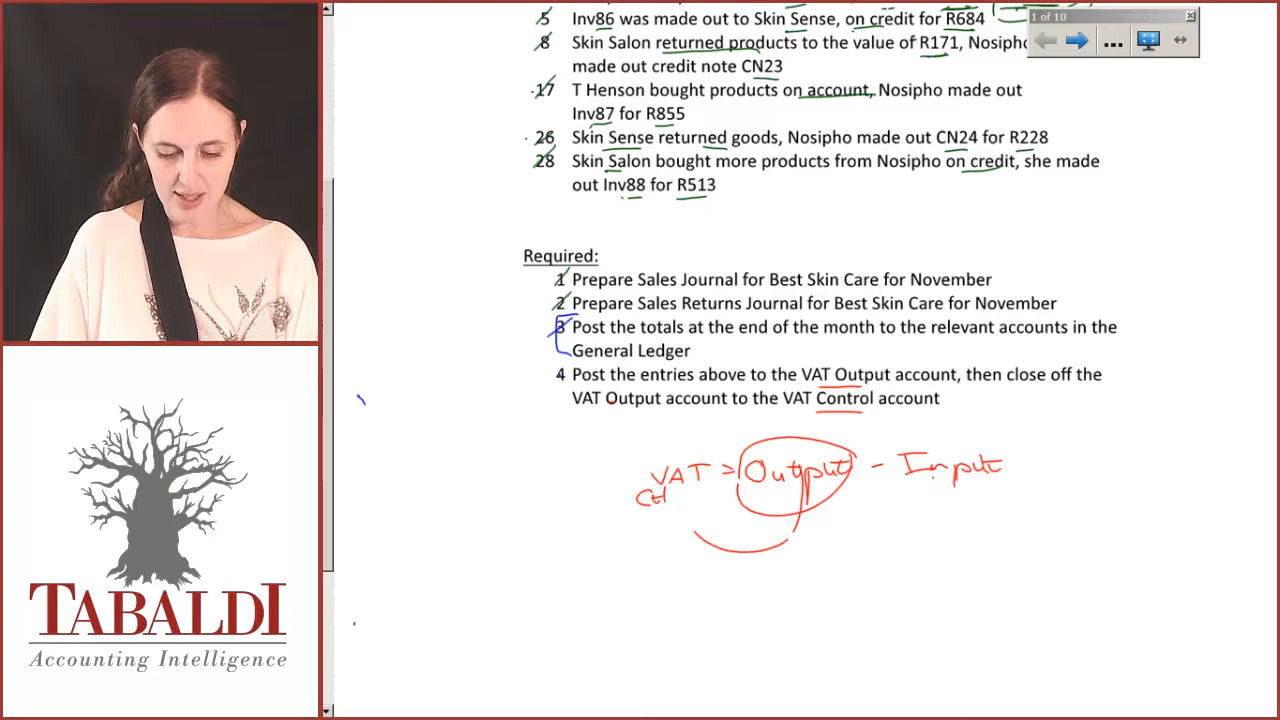 5 Inv86 was made out to Skin Sense, on credit for R684
1 of 10
8 Skin Salon returned products to the value of R171, Nosipho
made out credit note CN23
17 T Henson bought products on account, Nosipho made out
Inv87 for R855
26 Skin Sense returned goods, Nosipho made out CN24 for R228
28 Skin Salon bought more products from Nosipho on credit, she made
out Inv88 for R513
Required:
1 Prepare Sales Journal for Best Skin Care for November
2 Prepare Sales Returns Journal for Best Skin Care for November
3 Post the totals at the end of the month to the relevant accounts in the
General Ledger
4 Post the entries above to the VAT Output account, then close off the
VAT Output account to the VAT Control account
VAT = Output - Input
Ctrl
TABALDI
Accounting Intelligence